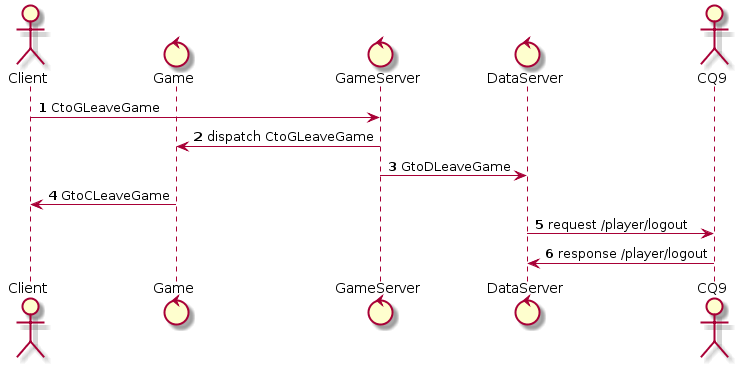 Client
Game
GameServer
DataServer
CQ9
1 CtoGLeaveGame
2 dispatch CtoGLeaveGame
3 GtoDLeaveGame
4 GtoCLeaveGame
5 request /player/logout
6 response /player/logout
Client
Game
GameServer
DataServer
CQ9